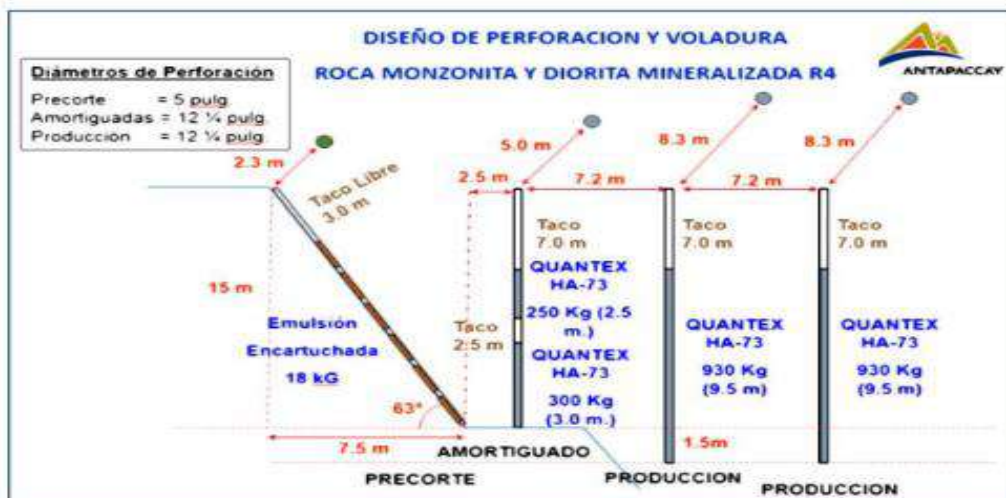 DISEÑO DE PERFORACION Y VOLADURA
ROCA MONZONITA Y DIORITA MINERALIZADA R4
ANTAPACCAY
Diámetros de Perforación
Precorte = 5 pulg
Amortiguadas = 12 ¼ pulg.
Producción = 12 ¼ pulg.
2.3 m
5.0 m
8.3 m
8.3 m
2.5 m
7.2 m
7.2 m
Taco Libre
3.0 m
Taco
7.0 m
Taco
7.0 m
Taco
7.0 m
15 m
Emulsión
Encartuchada
18 kG
QUANTEX
HA-73
250 Kg (2.5
m.)
Taco
2.5 m
QUANTEX
HA-73
300 Kg
(3.0 m.)
QUANTEX
HA-73
930 Kg
(9.5 m)
QUANTEX
HA-73
930 Kg
(9.5 m)
63°
7.5 m
1.5m
AMORTIGUADO
PRECORTE
PRODUCCION
PRODUCCION